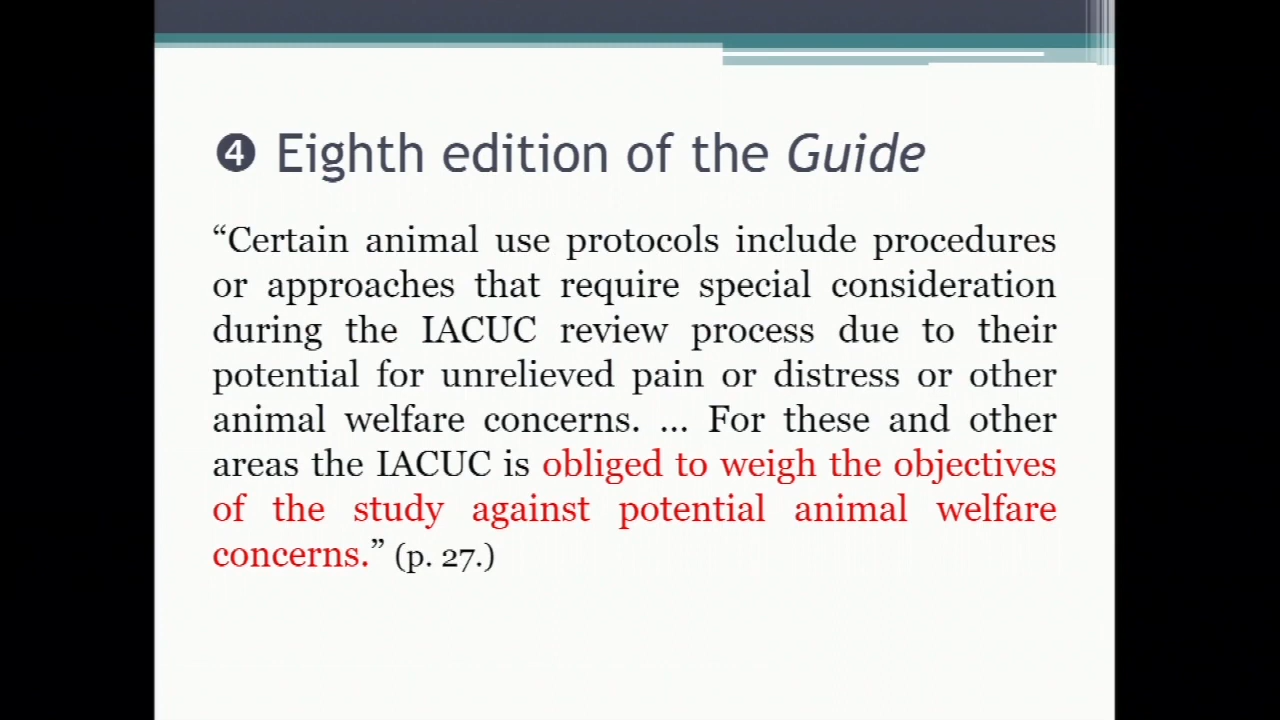 ❹ Eighth edition of the Guide
“Certain animal use protocols include procedures
or approaches that require special consideration
during the IACUC review process due to their
potential for unrelieved pain or distress or other
animal welfare concerns. ... For these and other
areas the IACUC is obliged to weigh the objectives
of the study against potential animal welfare
concerns.” (p. 27.)